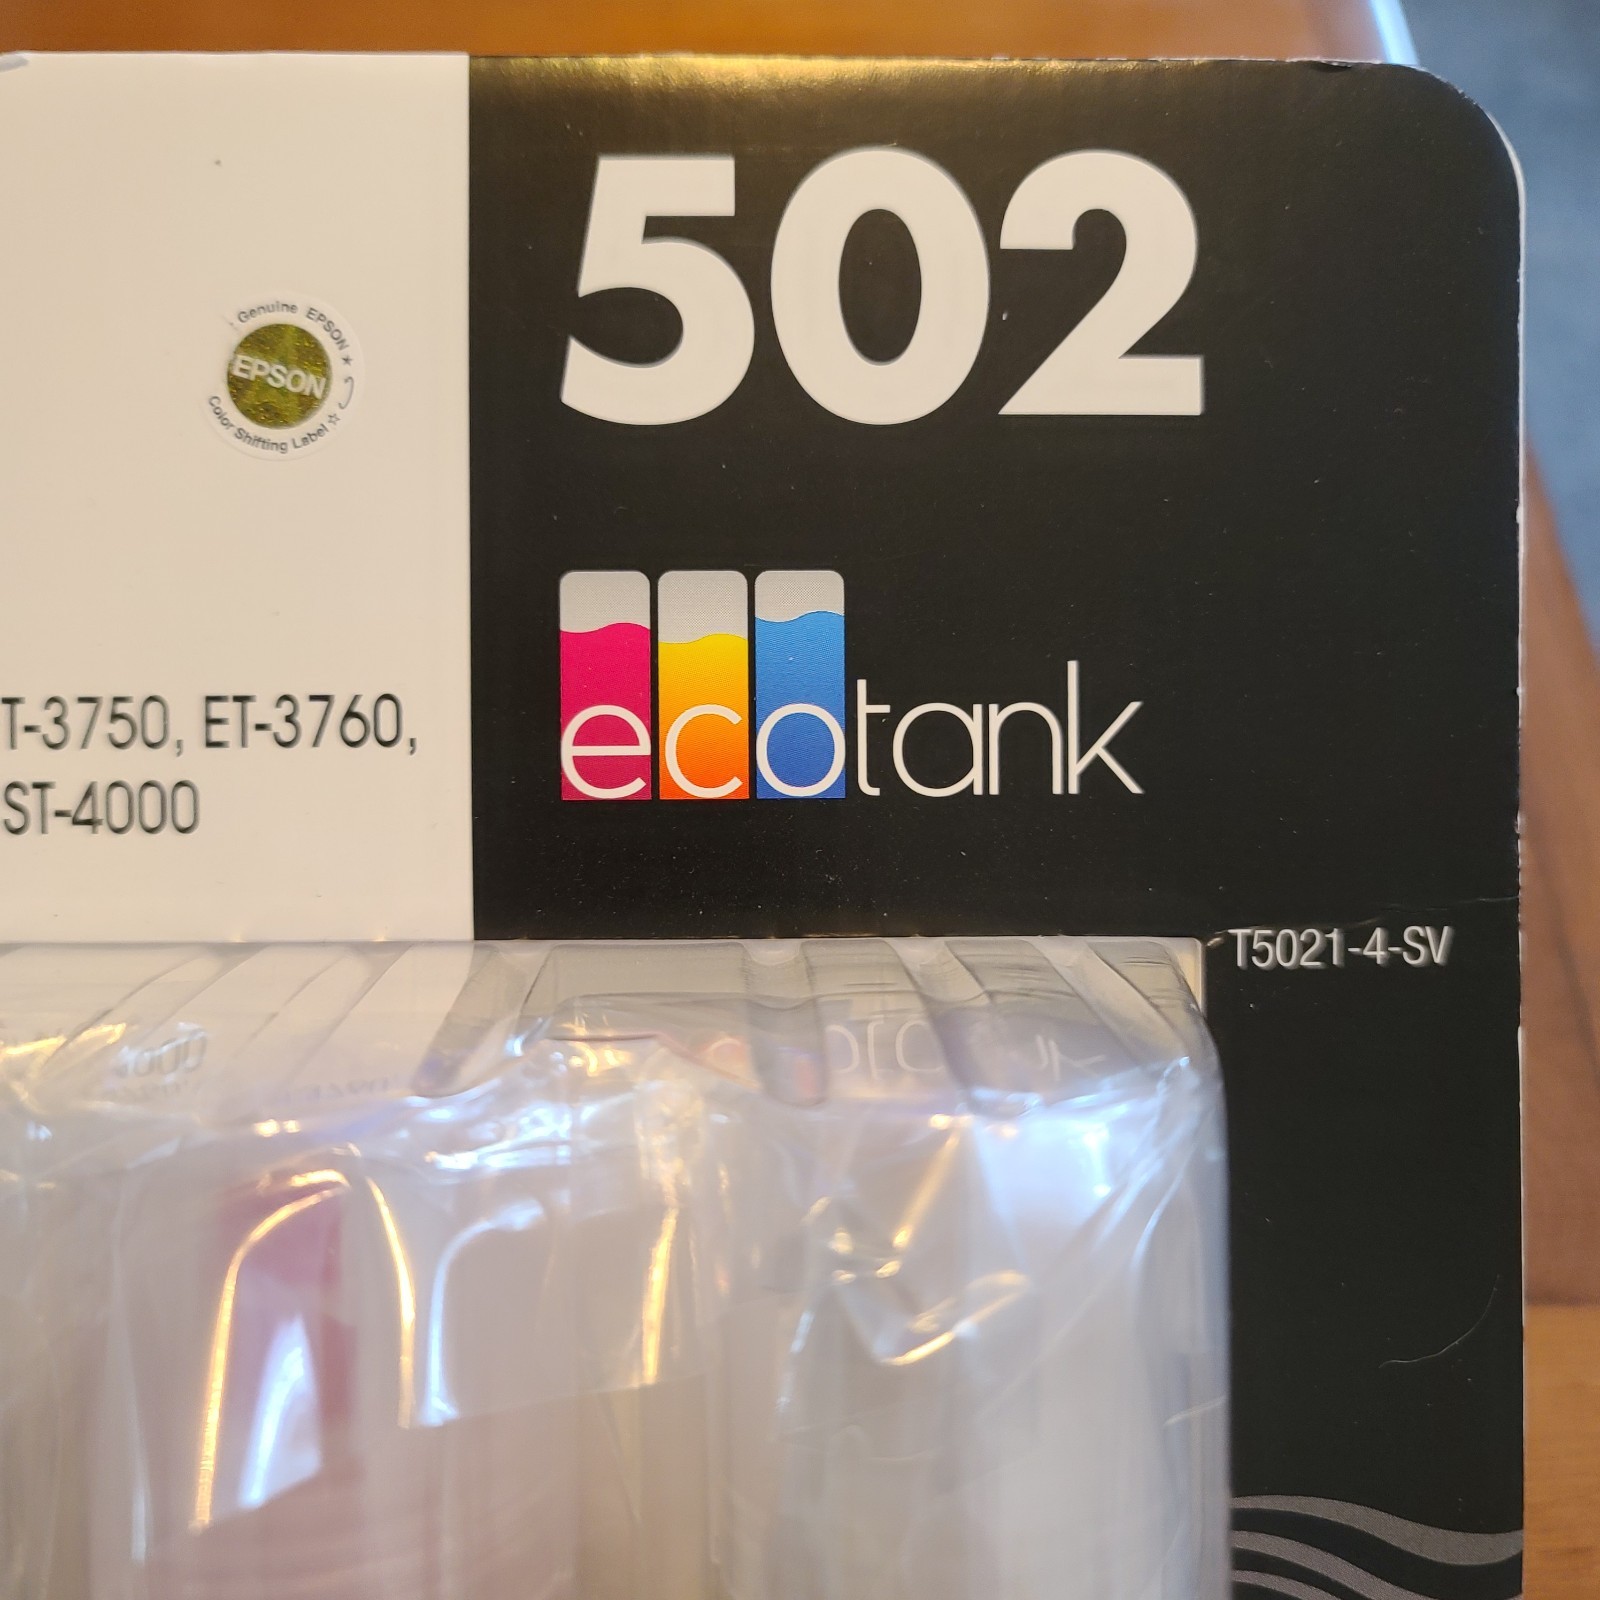 502
Genuine EPSON
EPSON
Color Shifting Label
ecotank
T-3750, ET-3760,
ST-4000
T5021-4-SV